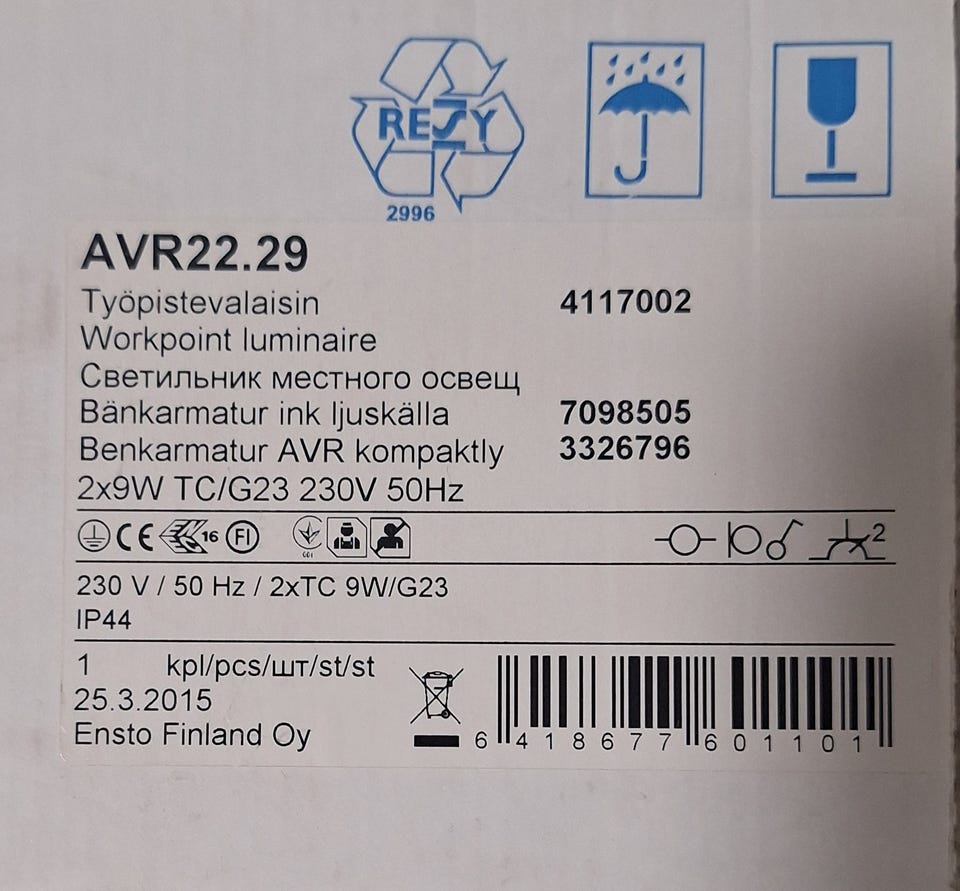 RESY
2996
AVR22.29
Työpistevalaisin 4117002
Workpoint luminaire
Светильник местного освещ
Bänkarmatur ink ljuskälla 7098505
Benkarmatur AVR kompaktly 3326796
2x9W TC/G23 230V 50Hz
CE 16 FI 2
230 V / 50 Hz / 2xTC 9W/G23
IP44
1 kpl/pcs/шт/st/st
25.3.2015
Ensto Finland Oy
6 418677 601101